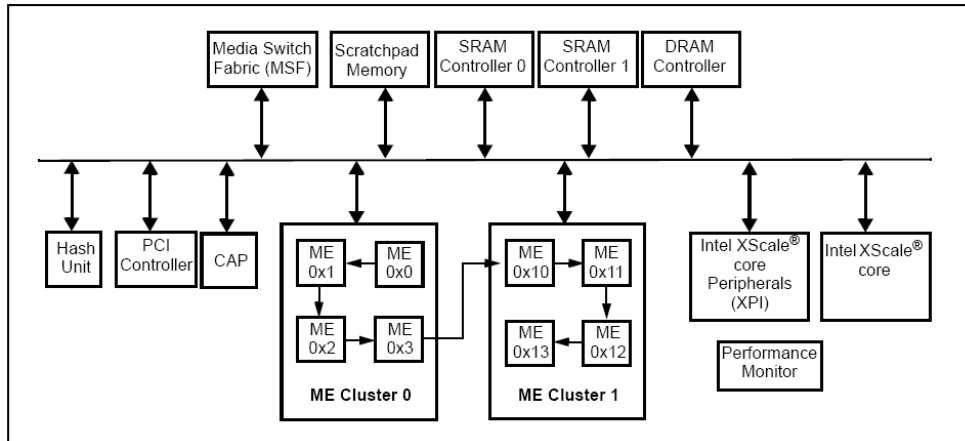 Media Switch
Fabric (MSF)
Scratchpad
Memory
SRAM
Controller 0
SRAM
Controller 1
DRAM
Controller
Hash
Unit
PCI
Controller
CAP
ME
0x1
ME
0x0
ME
0x2
ME
0x3
ME Cluster 0
ME
0x10
ME
0x11
ME
0x13
ME
0x12
ME Cluster 1
Intel XScale®
core
Peripherals
(XPI)
Intel XScale®
core
Performance
Monitor